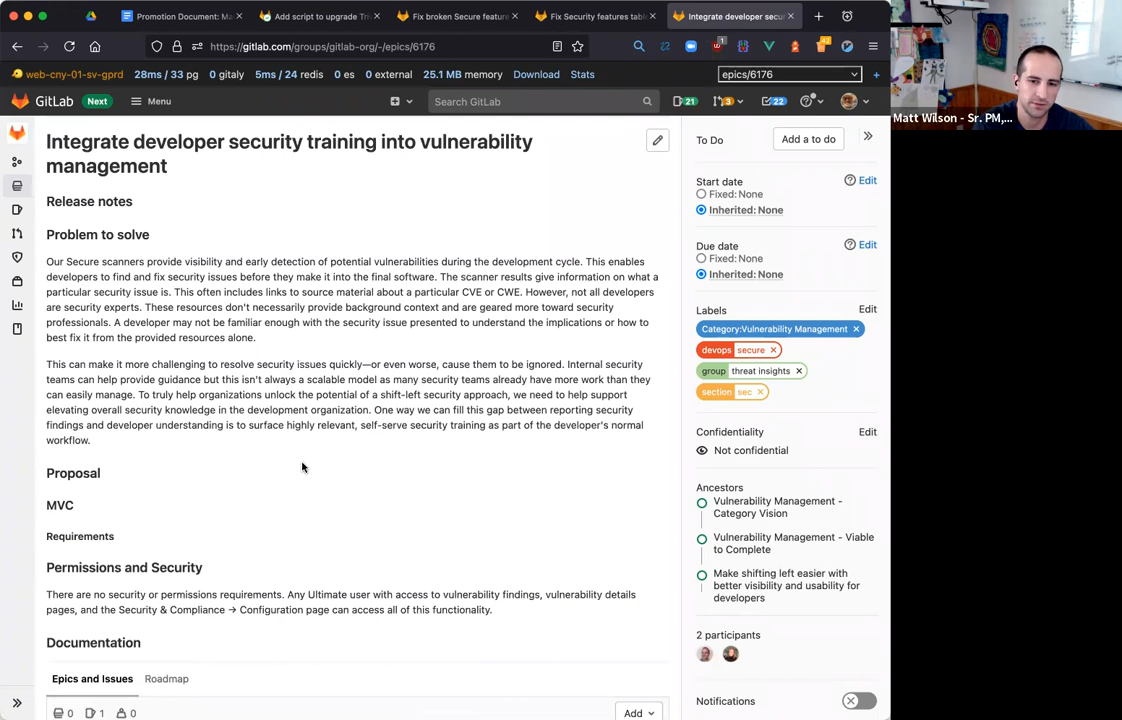 Promotion Document: Ma
Add script to upgrade Tri
Fix broken Secure feature
Fix Security features tabl
Integrate developer secu
https://gitlab.com/groups/gitlab-org/-/epics/6176
1
47
web-cny-01-sv-gprd 28ms / 33 pg 0 gitaly 5ms / 24 redis 0 es 0 external 25.1 MB memory Download Stats epics/6176 +
GitLab Next Menu Search GitLab 21 3 22
Integrate developer security training into vulnerability
management
Release notes
Problem to solve
Our Secure scanners provide visibility and early detection of potential vulnerabilities during the development cycle. This enables
developers to find and fix security issues before they make it into the final software. The scanner results give information on what a
particular security issue is. This often includes links to source material about a particular CVE or CWE. However, not all developers
are security experts. These resources don't necessarily provide background context and are geared more toward security
professionals. A developer may not be familiar enough with the security issue presented to understand the implications or how to
best fix it from the provided resources alone.
This can make it more challenging to resolve security issues quickly—or even worse, cause them to be ignored. Internal security
teams can help provide guidance but this isn't always a scalable model as many security teams already have more work than they
can easily manage. To truly help organizations unlock the potential of a shift-left security approach, we need to help support
elevating overall security knowledge in the development organization. One way we can fill this gap between reporting security
findings and developer understanding is to surface highly relevant, self-serve security training as part of the developer's normal
workflow.
Proposal
MVC
Requirements
Permissions and Security
There are no security or permissions requirements. Any Ultimate user with access to vulnerability findings, vulnerability details
pages, and the Security & Compliance → Configuration page can access all of this functionality.
Documentation
Epics and Issues Roadmap
0 1 0 Add
To Do Add a to do
Start date Edit
Fixed: None
Inherited: None
Due date Edit
Fixed: None
Inherited: None
Labels Edit
Category:Vulnerability Management
devops secure
group threat insights
section sec
Confidentiality Edit
Not confidential
Ancestors
Vulnerability Management -
Category Vision
Vulnerability Management - Viable
to Complete
Make shifting left easier with
better visibility and usability for
developers
2 participants
Notifications
Matt Wilson - Sr. PM,...